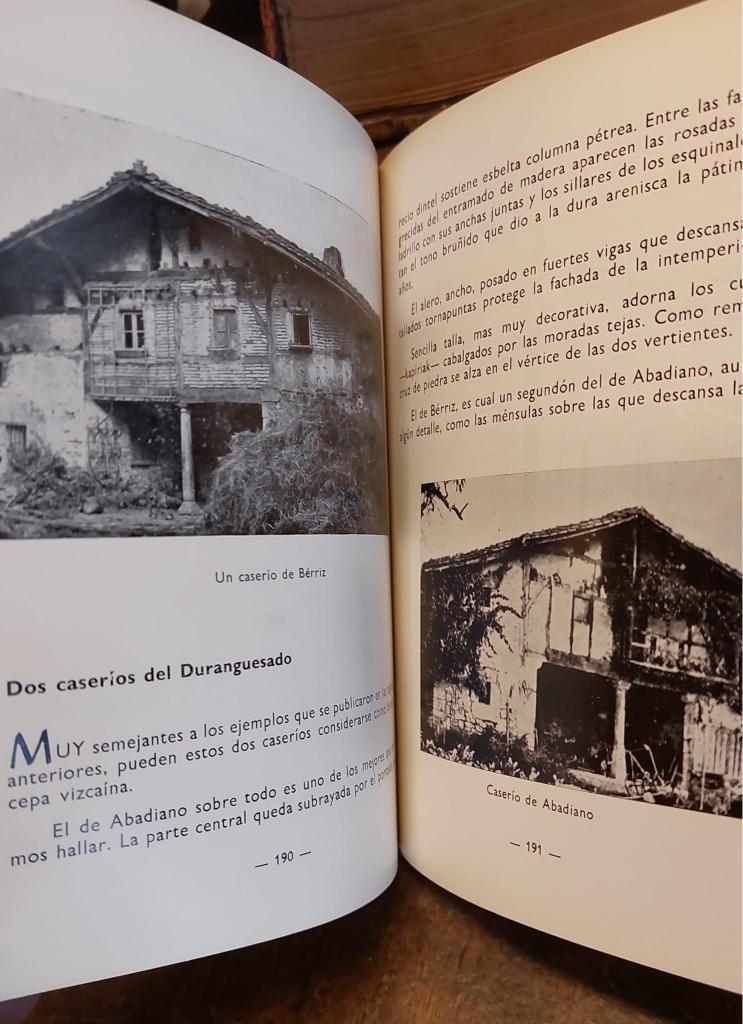 Un caserío de Bérriz
Dos caseríos del Duranguesado
MUY semejantes a los ejemplos que se publicaron en
anteriores, pueden estos dos caseríos considerarse como
cepa vizcaína.
El de Abadiano sobre todo es uno de los mejores
mos hallar. La parte central queda subrayada por el
— 190 —
recio dintel sostiene esbelta columna pétrea. Entre las
grecidas del entramado de madera aparecen las rosadas
ladrillo con sus anchas juntas y los sillares de los
tan el tono bruñido que dio a la dura arenisca la
años.
El alero, ancho, posado en fuertes vigas que
tallados tornapuntas protege la fachada de la
Sencilla talla, mas muy decorativa, adorna los
—kapiriak— cabalgados por las moradas tejas. Como
cruz de piedra se alza en el vértice de las dos vertientes.
El de Bérriz, es cual un segundón del de Abadiano,
algún detalle, como las ménsulas sobre las que descansa
Caserío de Abadiano
— 191 —